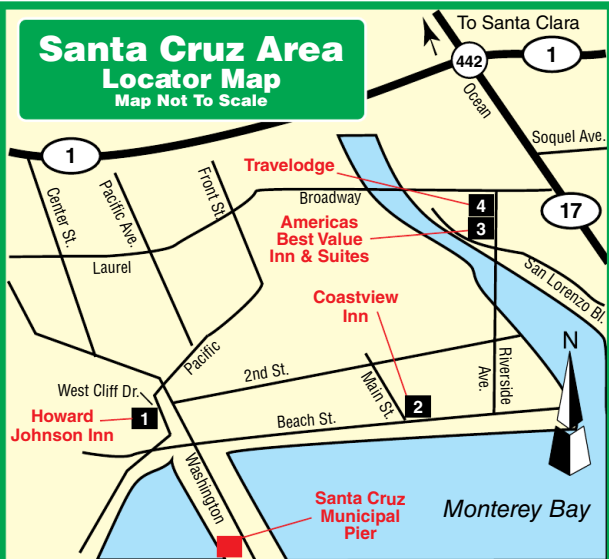 Santa Cruz Area
Locator Map
Map Not To Scale
To Santa Clara
442
1
Ocean
Soquel Ave.
1
Travelodge
Broadway
4
17
Center St.
Pacific Ave.
Front St.
Americas
Best Value
Inn & Suites
3
Laurel
San Lorenzo Bl.
Coastview
Inn
N
Pacific
2nd St.
Main St.
Riverside
Ave.
West Cliff Dr.
2
Howard
Johnson Inn
1
Beach St.
Washington
Santa Cruz
Municipal
Pier
Monterey Bay